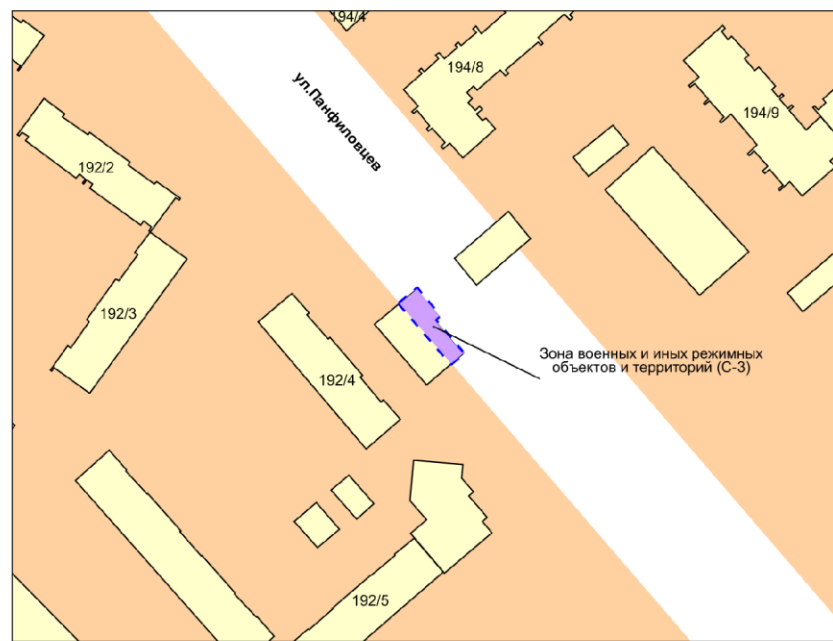 194/4
194/8
ул.Панфиловцев
194/9
192/2
192/3
Зона военных и иных режимных
объектов и территорий (С-3)
192/4
192/5